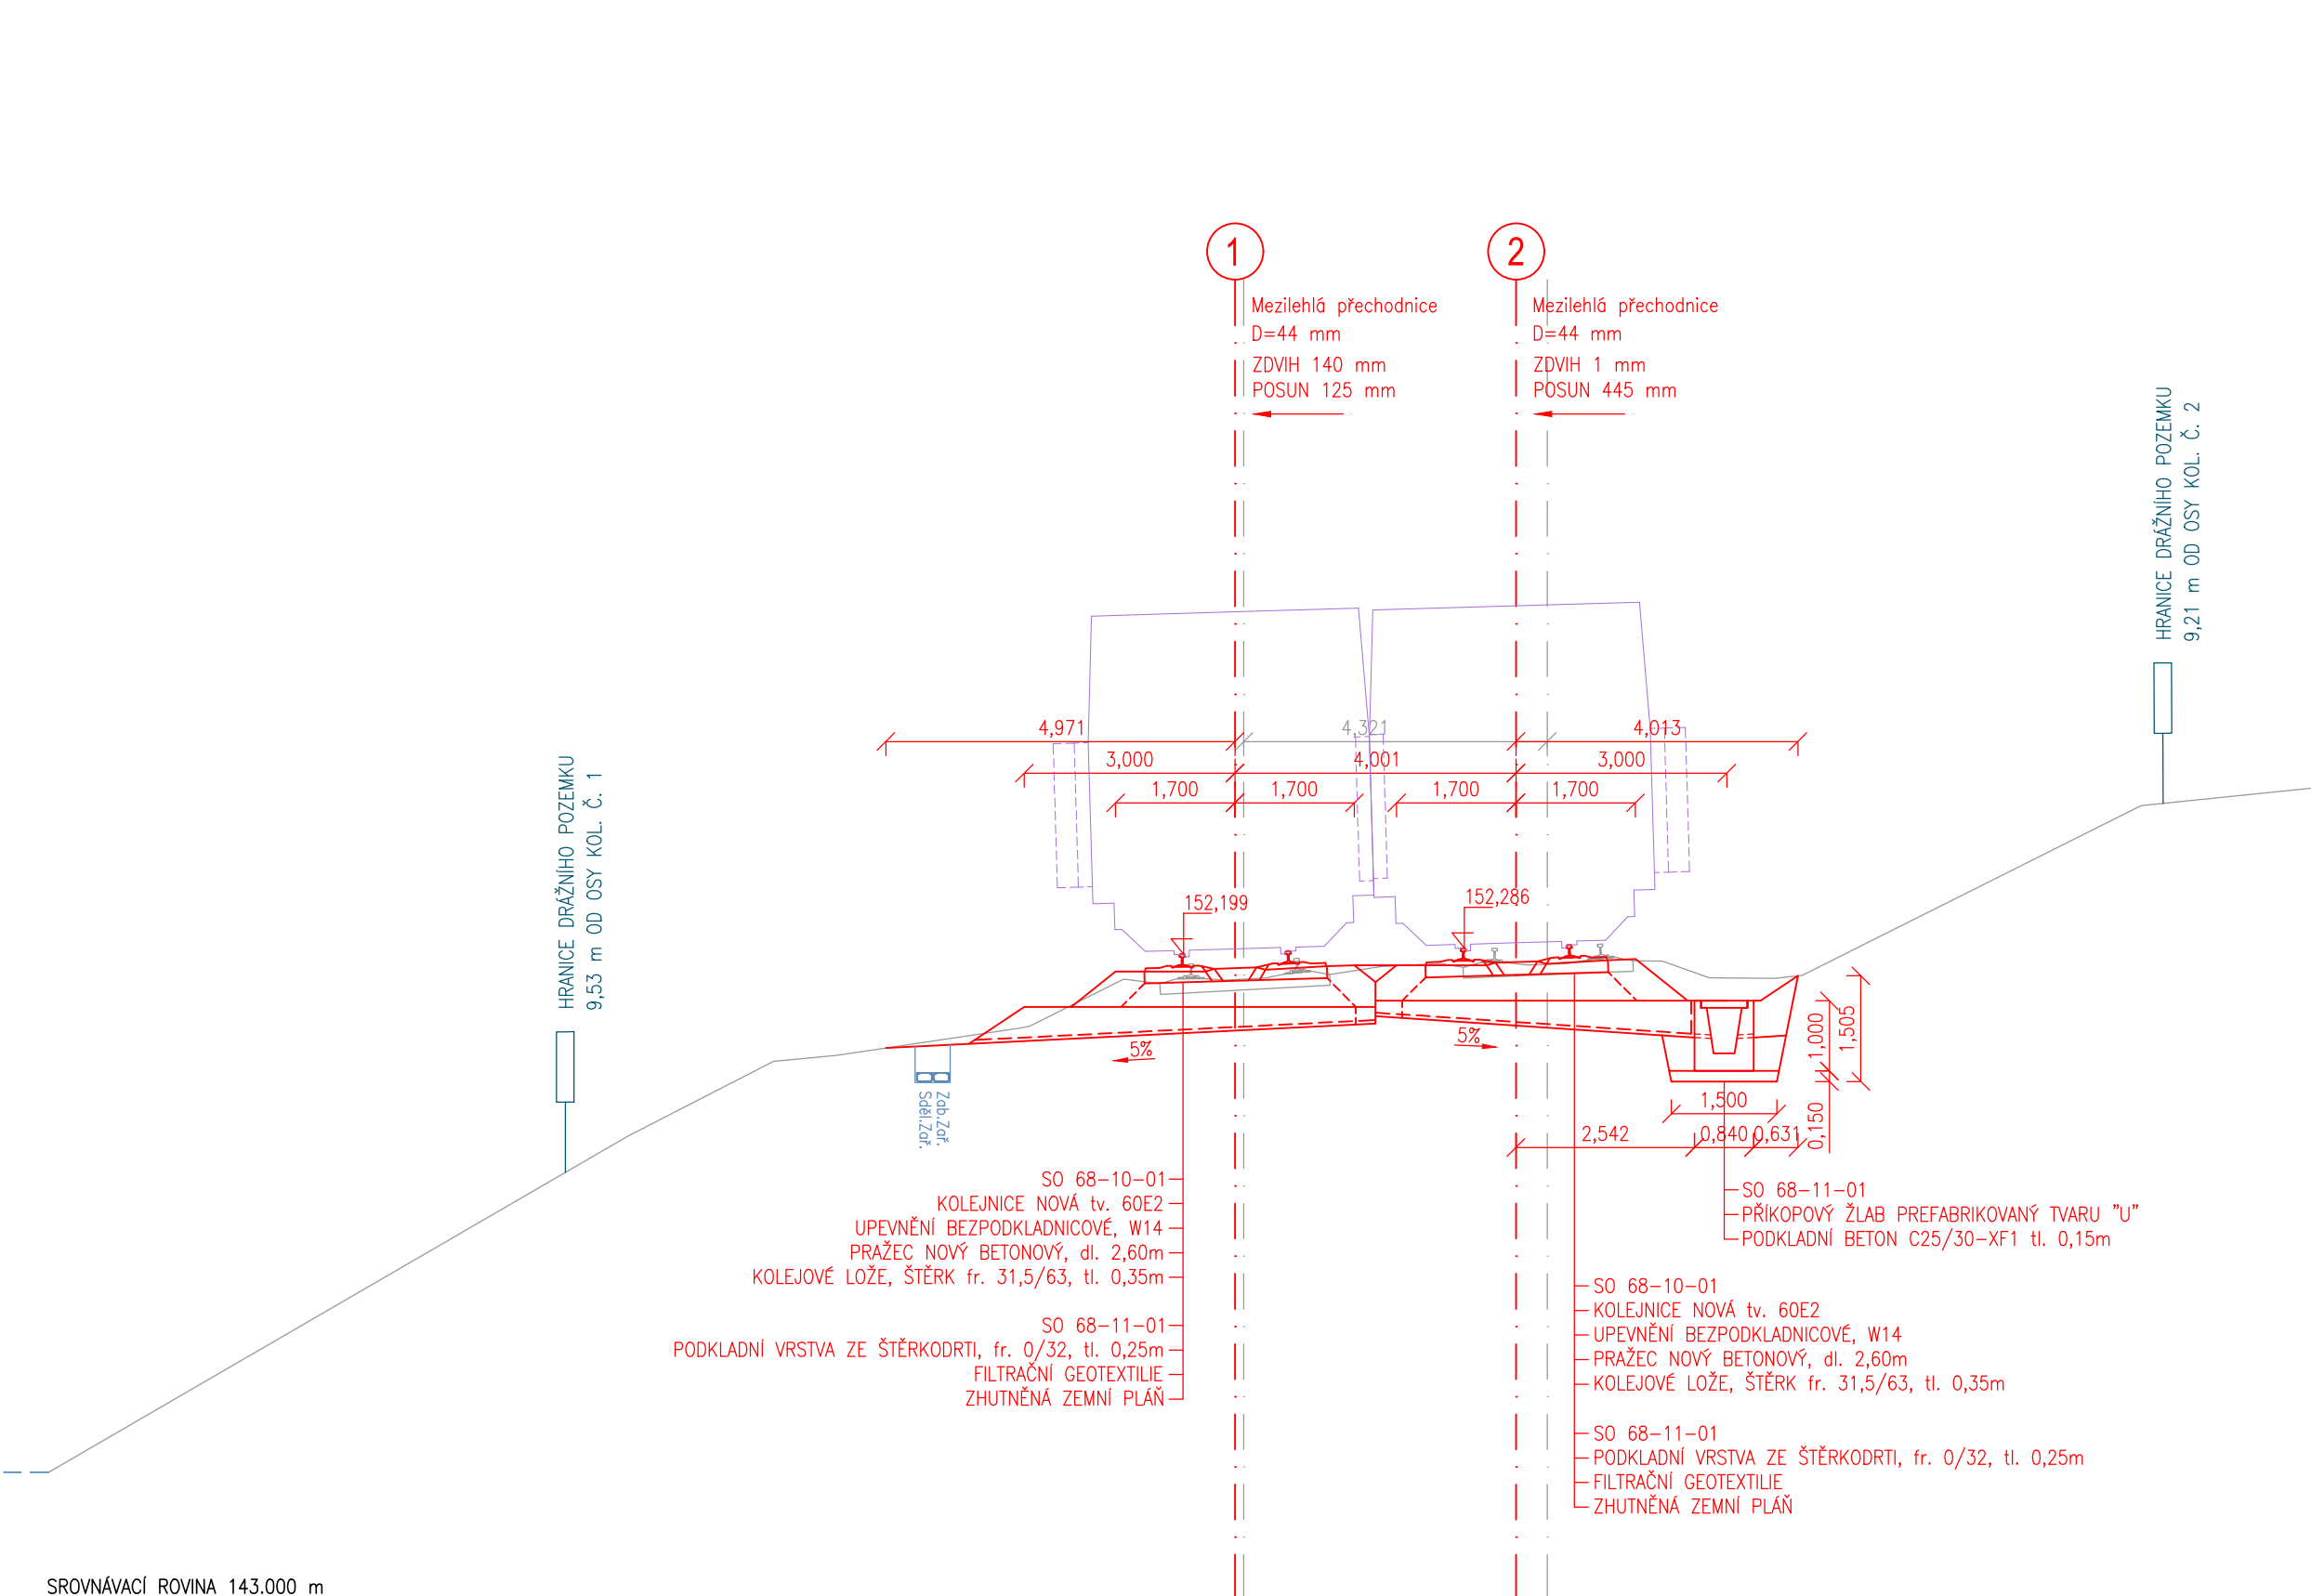 1
2
Mezilehlá přechodnice
D=44 mm
ZDVIH 140 mm
POSUN 125 mm
Mezilehlá přechodnice
D=44 mm
ZDVIH 1 mm
POSUN 445 mm
HRANICE DRÁŽNÍHO POZEMKU
9,21 m OD OSY KOL. Č. 2
HRANICE DRÁŽNÍHO POZEMKU
9,53 m OD OSY KOL. Č. 1
4,971
4,321
4,013
3,000
4,001
3,000
1,700
1,700
1,700
1,700
152,199
152,286
5%
5%
1,000
1,505
0,150
1,500
2,542
0,840
0,631
Zab.Zař.
Sděl.Zař.
SO 68-10-01
KOLEJNICE NOVÁ tv. 60E2
UPEVNĚNÍ BEZPODKLADNICOVÉ, W14
PRAŽEC NOVÝ BETONOVÝ, dl. 2,60m
KOLEJOVÉ LOŽE, ŠTĚRK fr. 31,5/63, tl. 0,35m
SO 68-11-01
PODKLADNÍ VRSTVA ZE ŠTĚRKODRTI, fr. 0/32, tl. 0,25m
FILTRAČNÍ GEOTEXTILIE
ZHUTNĚNÁ ZEMNÍ PLÁŇ
SO 68-11-01
PŘÍKOPOVÝ ŽLAB PREFABRIKOVANÝ TVARU "U"
PODKLADNÍ BETON C25/30-XF1 tl. 0,15m
SO 68-10-01
KOLEJNICE NOVÁ tv. 60E2
UPEVNĚNÍ BEZPODKLADNICOVÉ, W14
PRAŽEC NOVÝ BETONOVÝ, dl. 2,60m
KOLEJOVÉ LOŽE, ŠTĚRK fr. 31,5/63, tl. 0,35m
SO 68-11-01
PODKLADNÍ VRSTVA ZE ŠTĚRKODRTI, fr. 0/32, tl. 0,25m
FILTRAČNÍ GEOTEXTILIE
ZHUTNĚNÁ ZEMNÍ PLÁŇ
SROVNÁVACÍ ROVINA 143.000 m